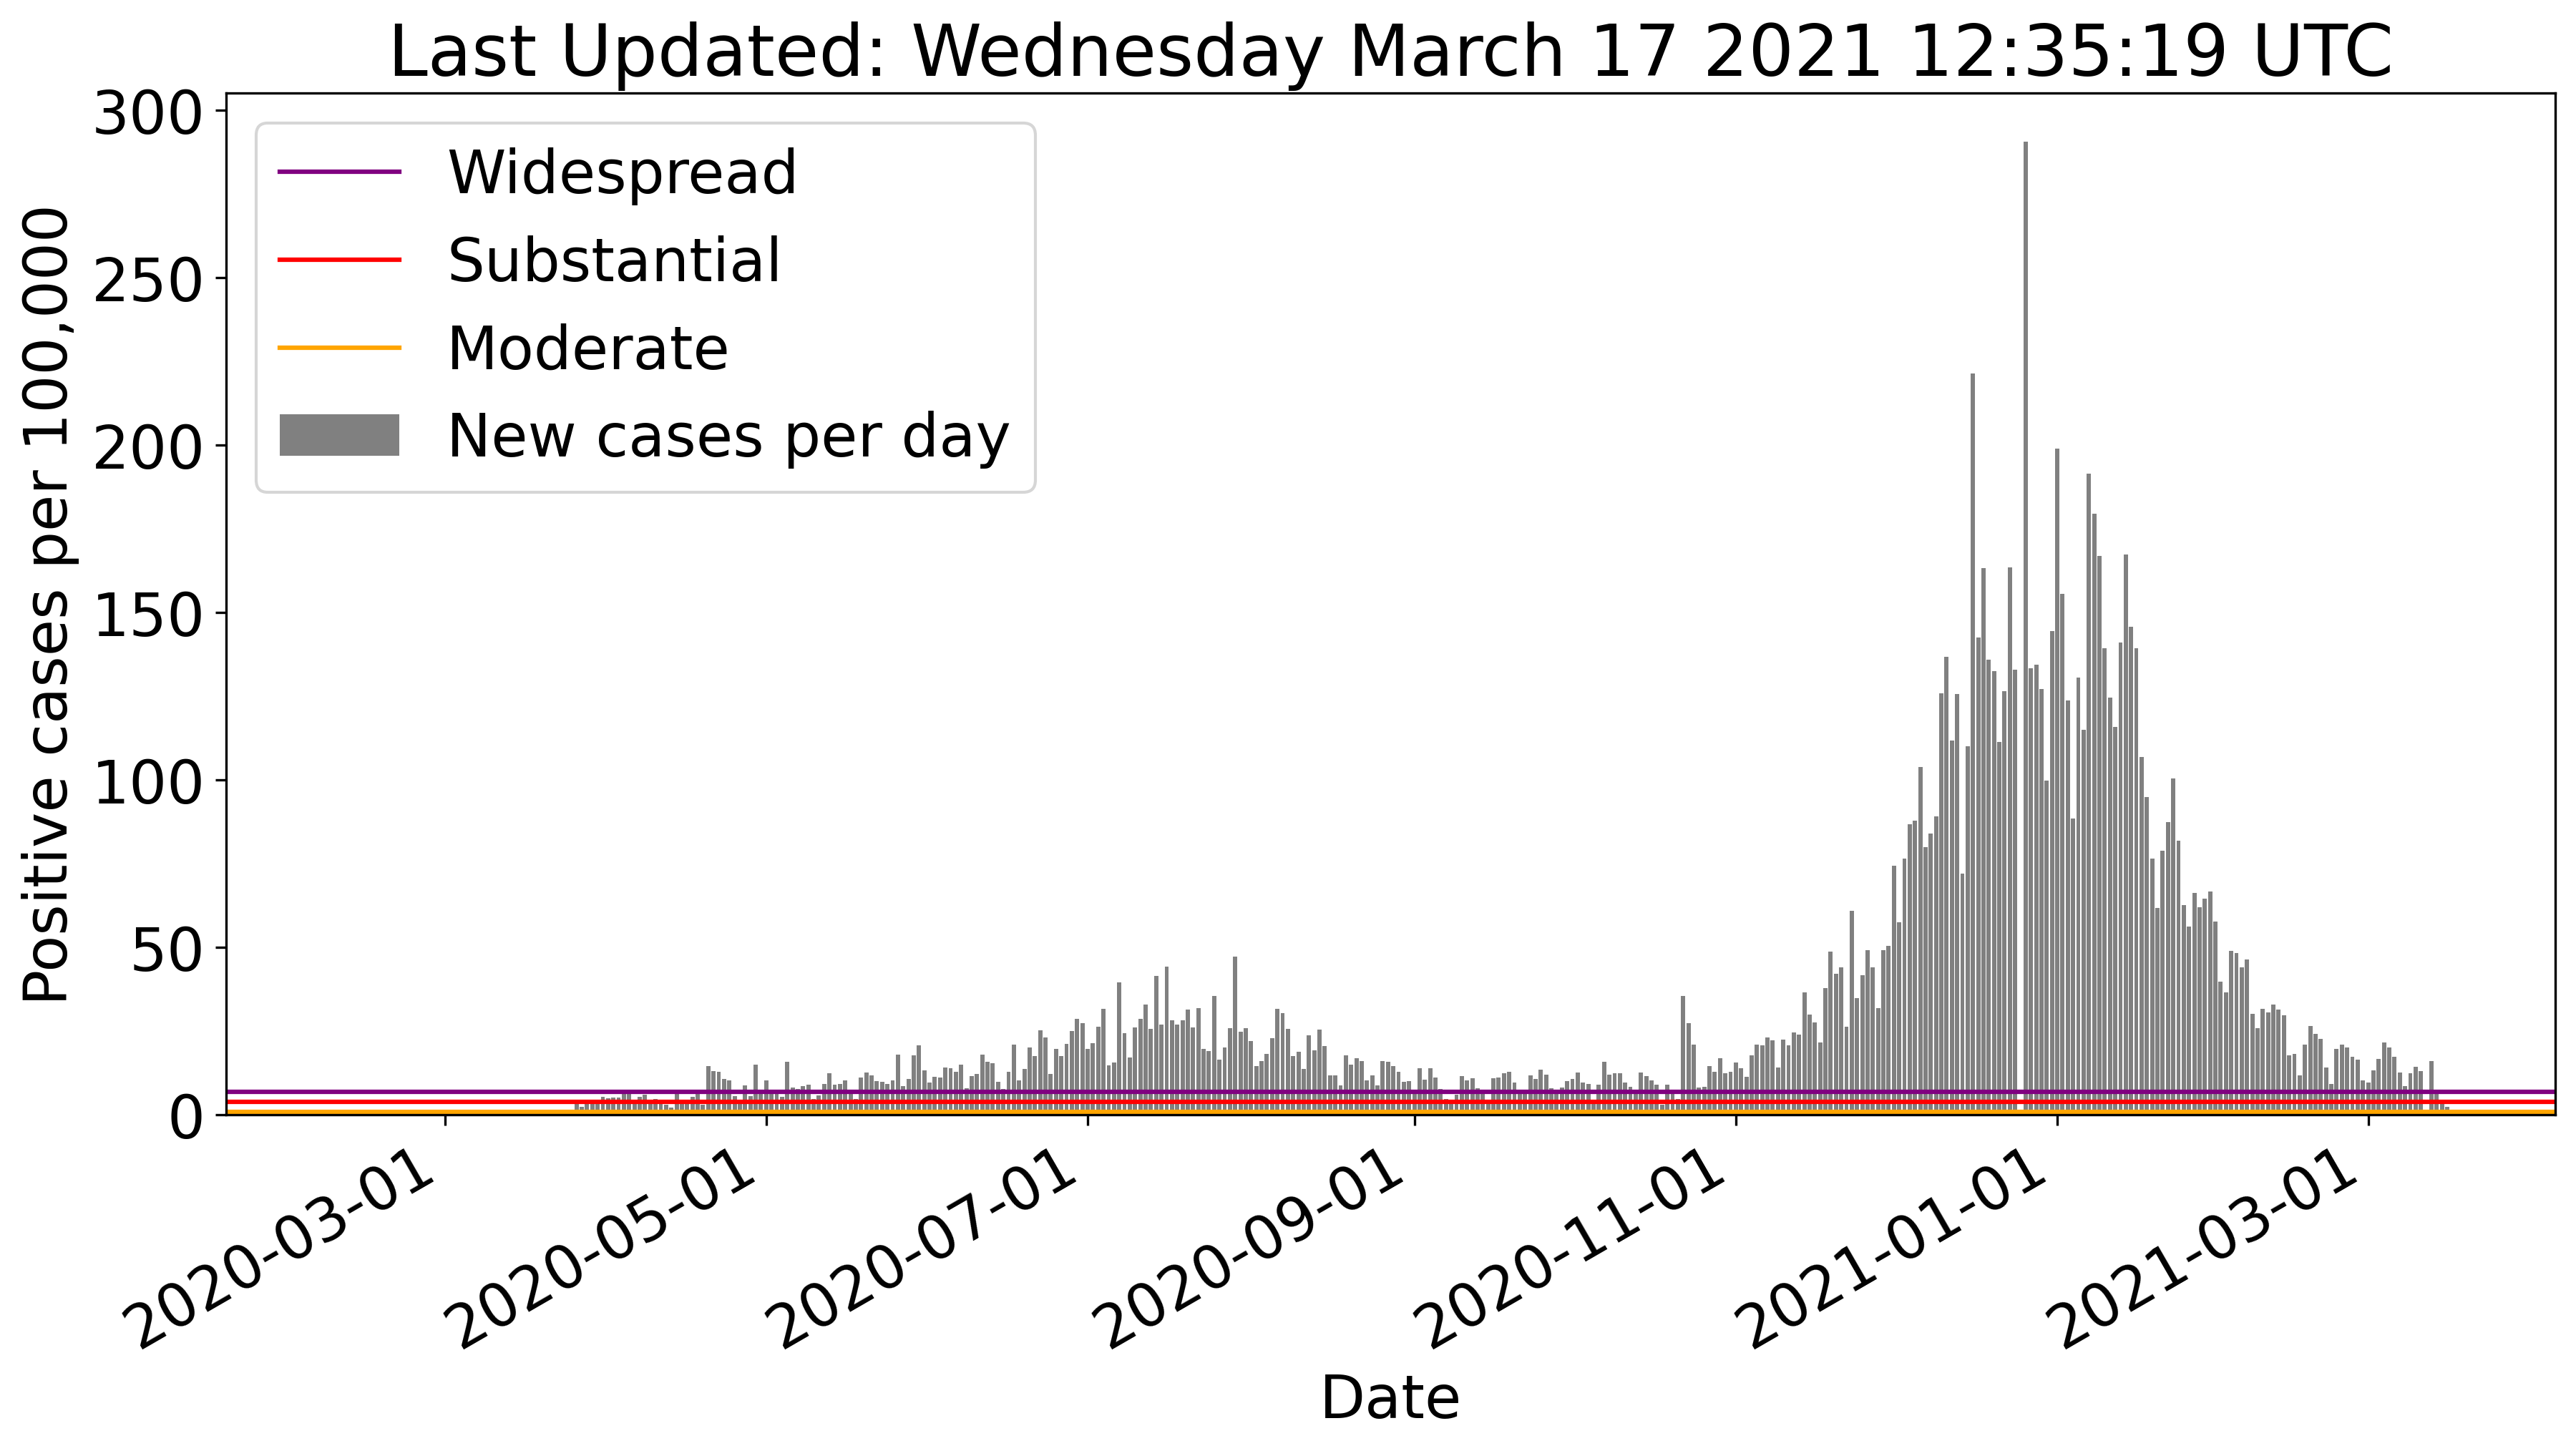 Last Updated: Wednesday March 17 2021 12:35:19 UTC
Positive cases per 100,000
300
250
200
150
100
50
0
Widespread
Substantial
Moderate
New cases per day
2020-03-01
2020-05-01
2020-07-01
2020-09-01
2020-11-01
2021-01-01
2021-03-01
Date